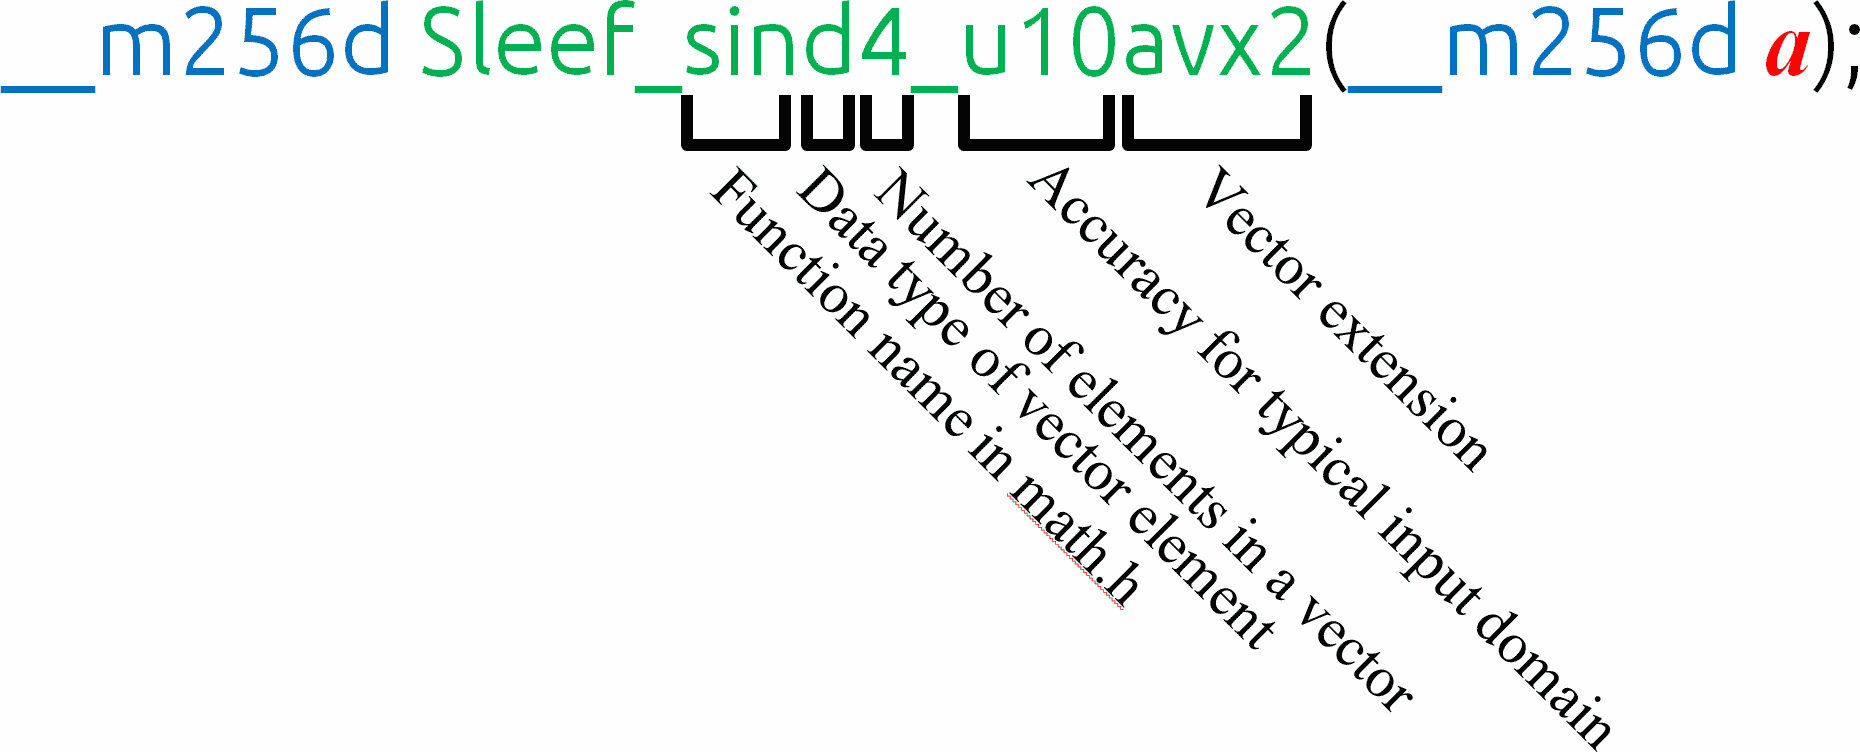 __m256d Sleef_sind4_u10avx2(__m256d a);
Function name in math.h
Data type of vector element
Number of elements in a vector
Accuracy for typical input domain
Vector extension